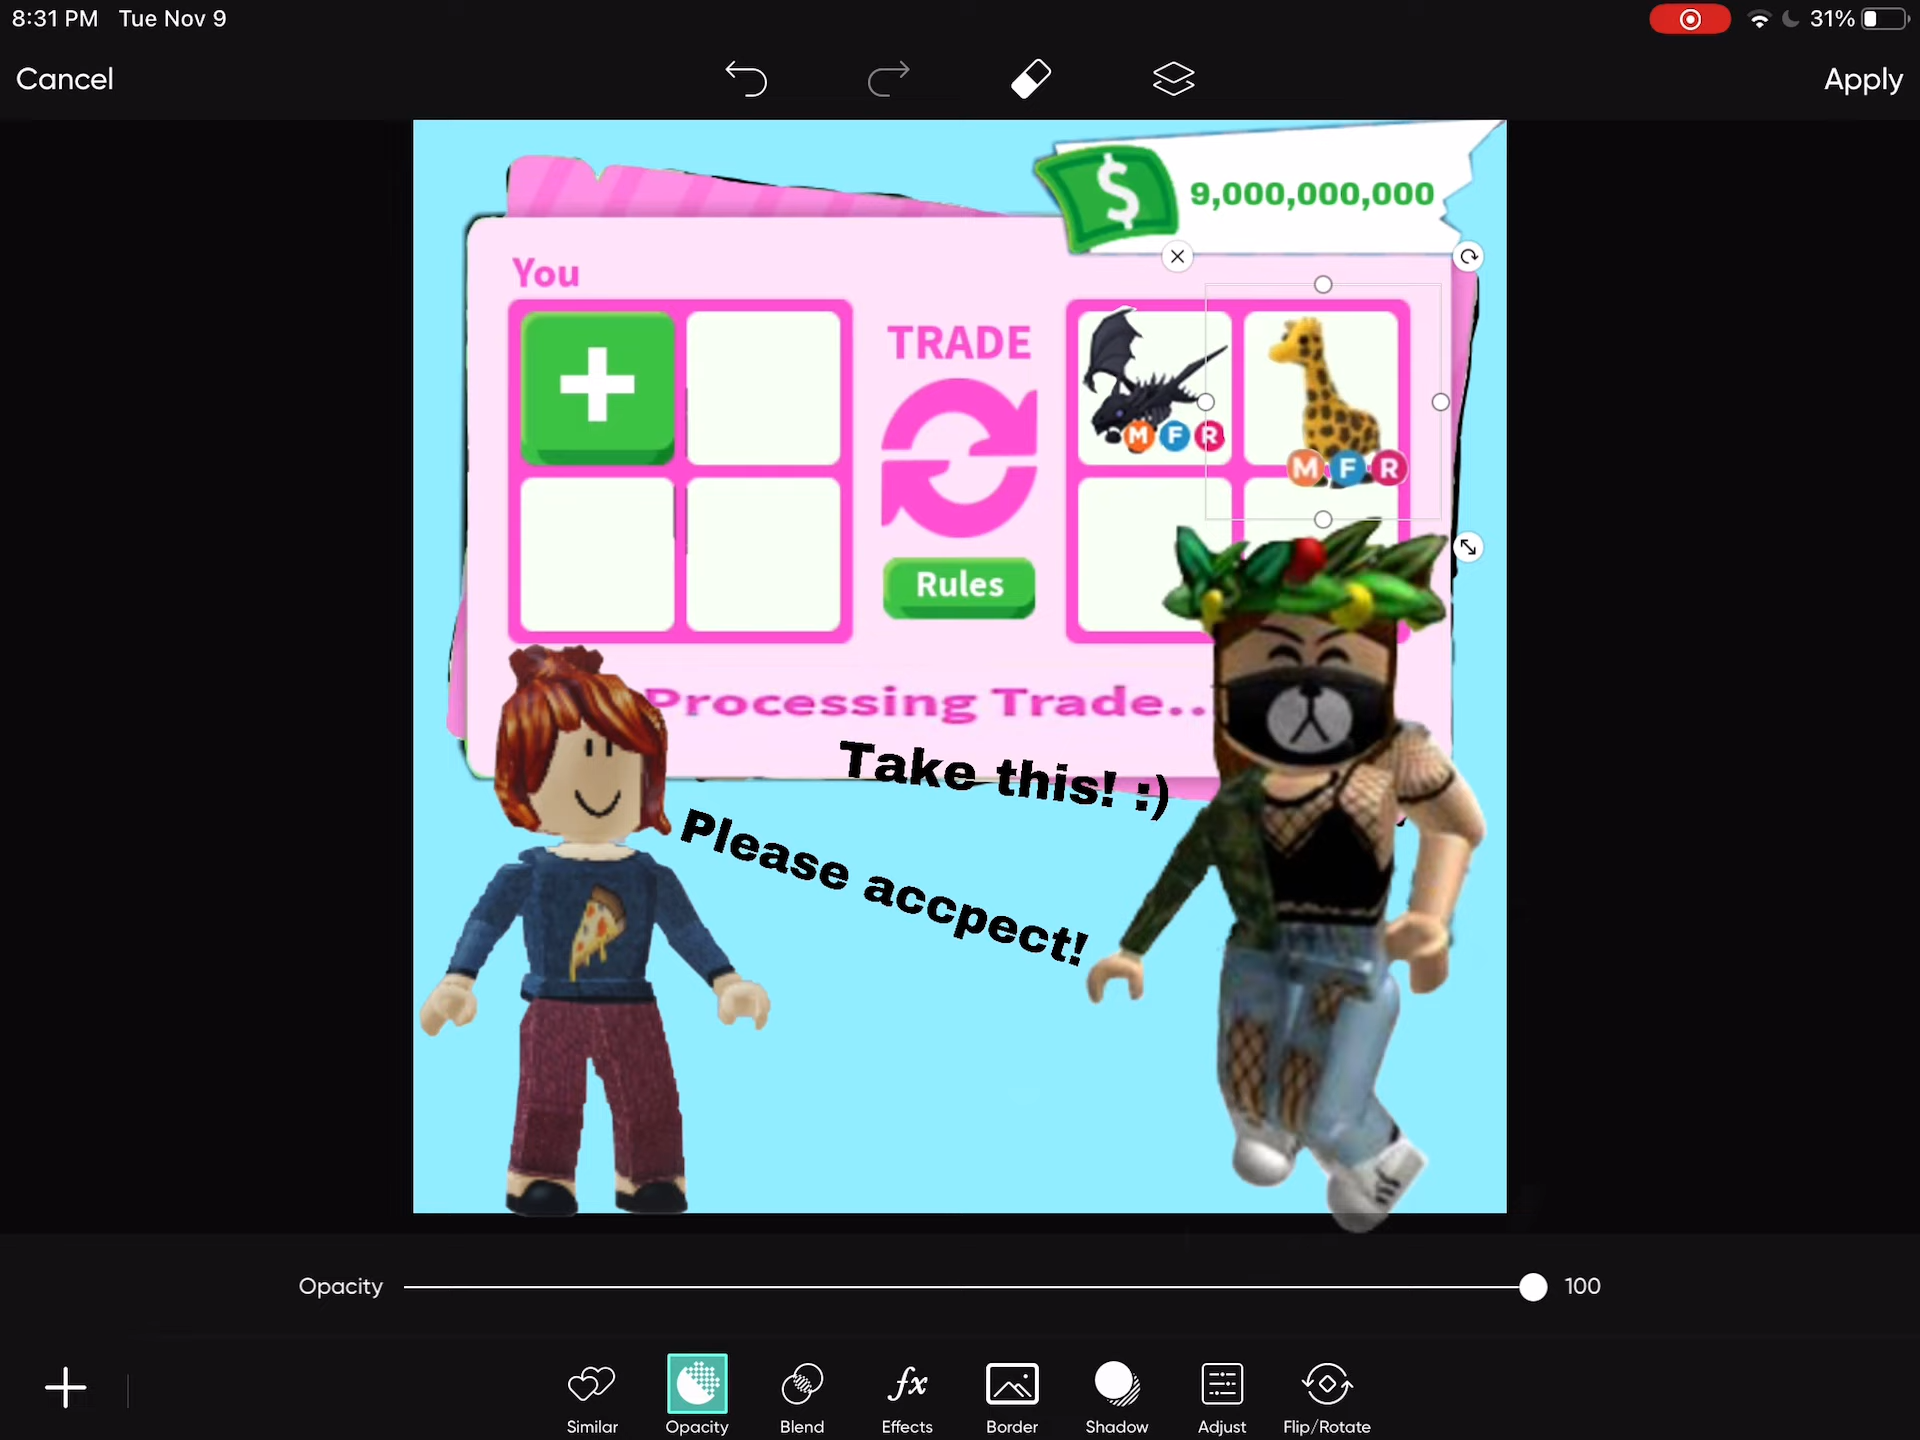 8:31 PM Tue Nov 9
31%
Cancel
Apply
$ 9,000,000,000
You
TRADE
M F R
M F R
Rules
Processing Trade..
Take this! :)
Please accpect!
Opacity
100
Similar
Opacity
fx
Blend
Effects
Border
Shadow
Adjust
Flip/Rotate